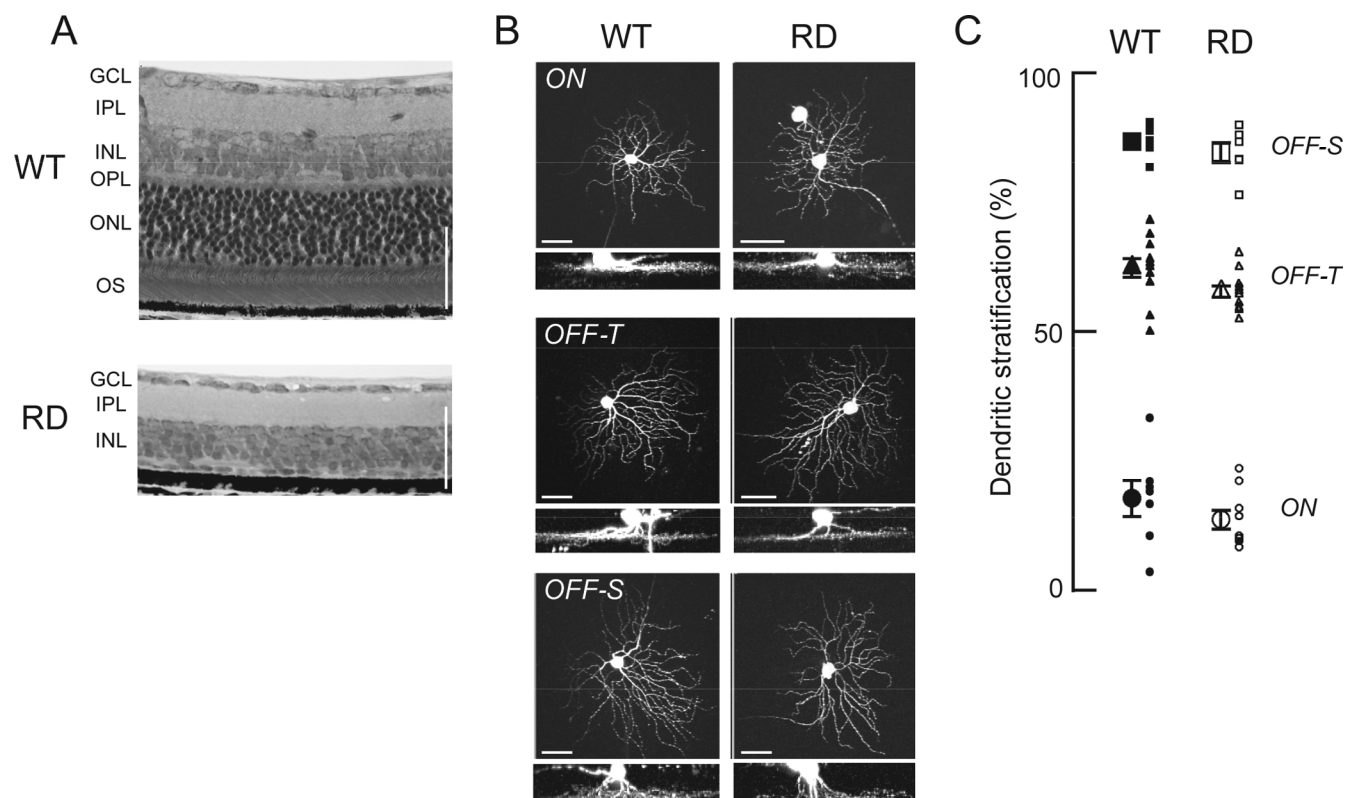 A
WT
GCL
IPL
INL
OPL
ONL
OS
RD
GCL
IPL
INL
B
WT
RD
ON
OFF-T
OFF-S
C
WT
RD
100
50
0
Dendritic stratification (%)
OFF-S
OFF-T
ON